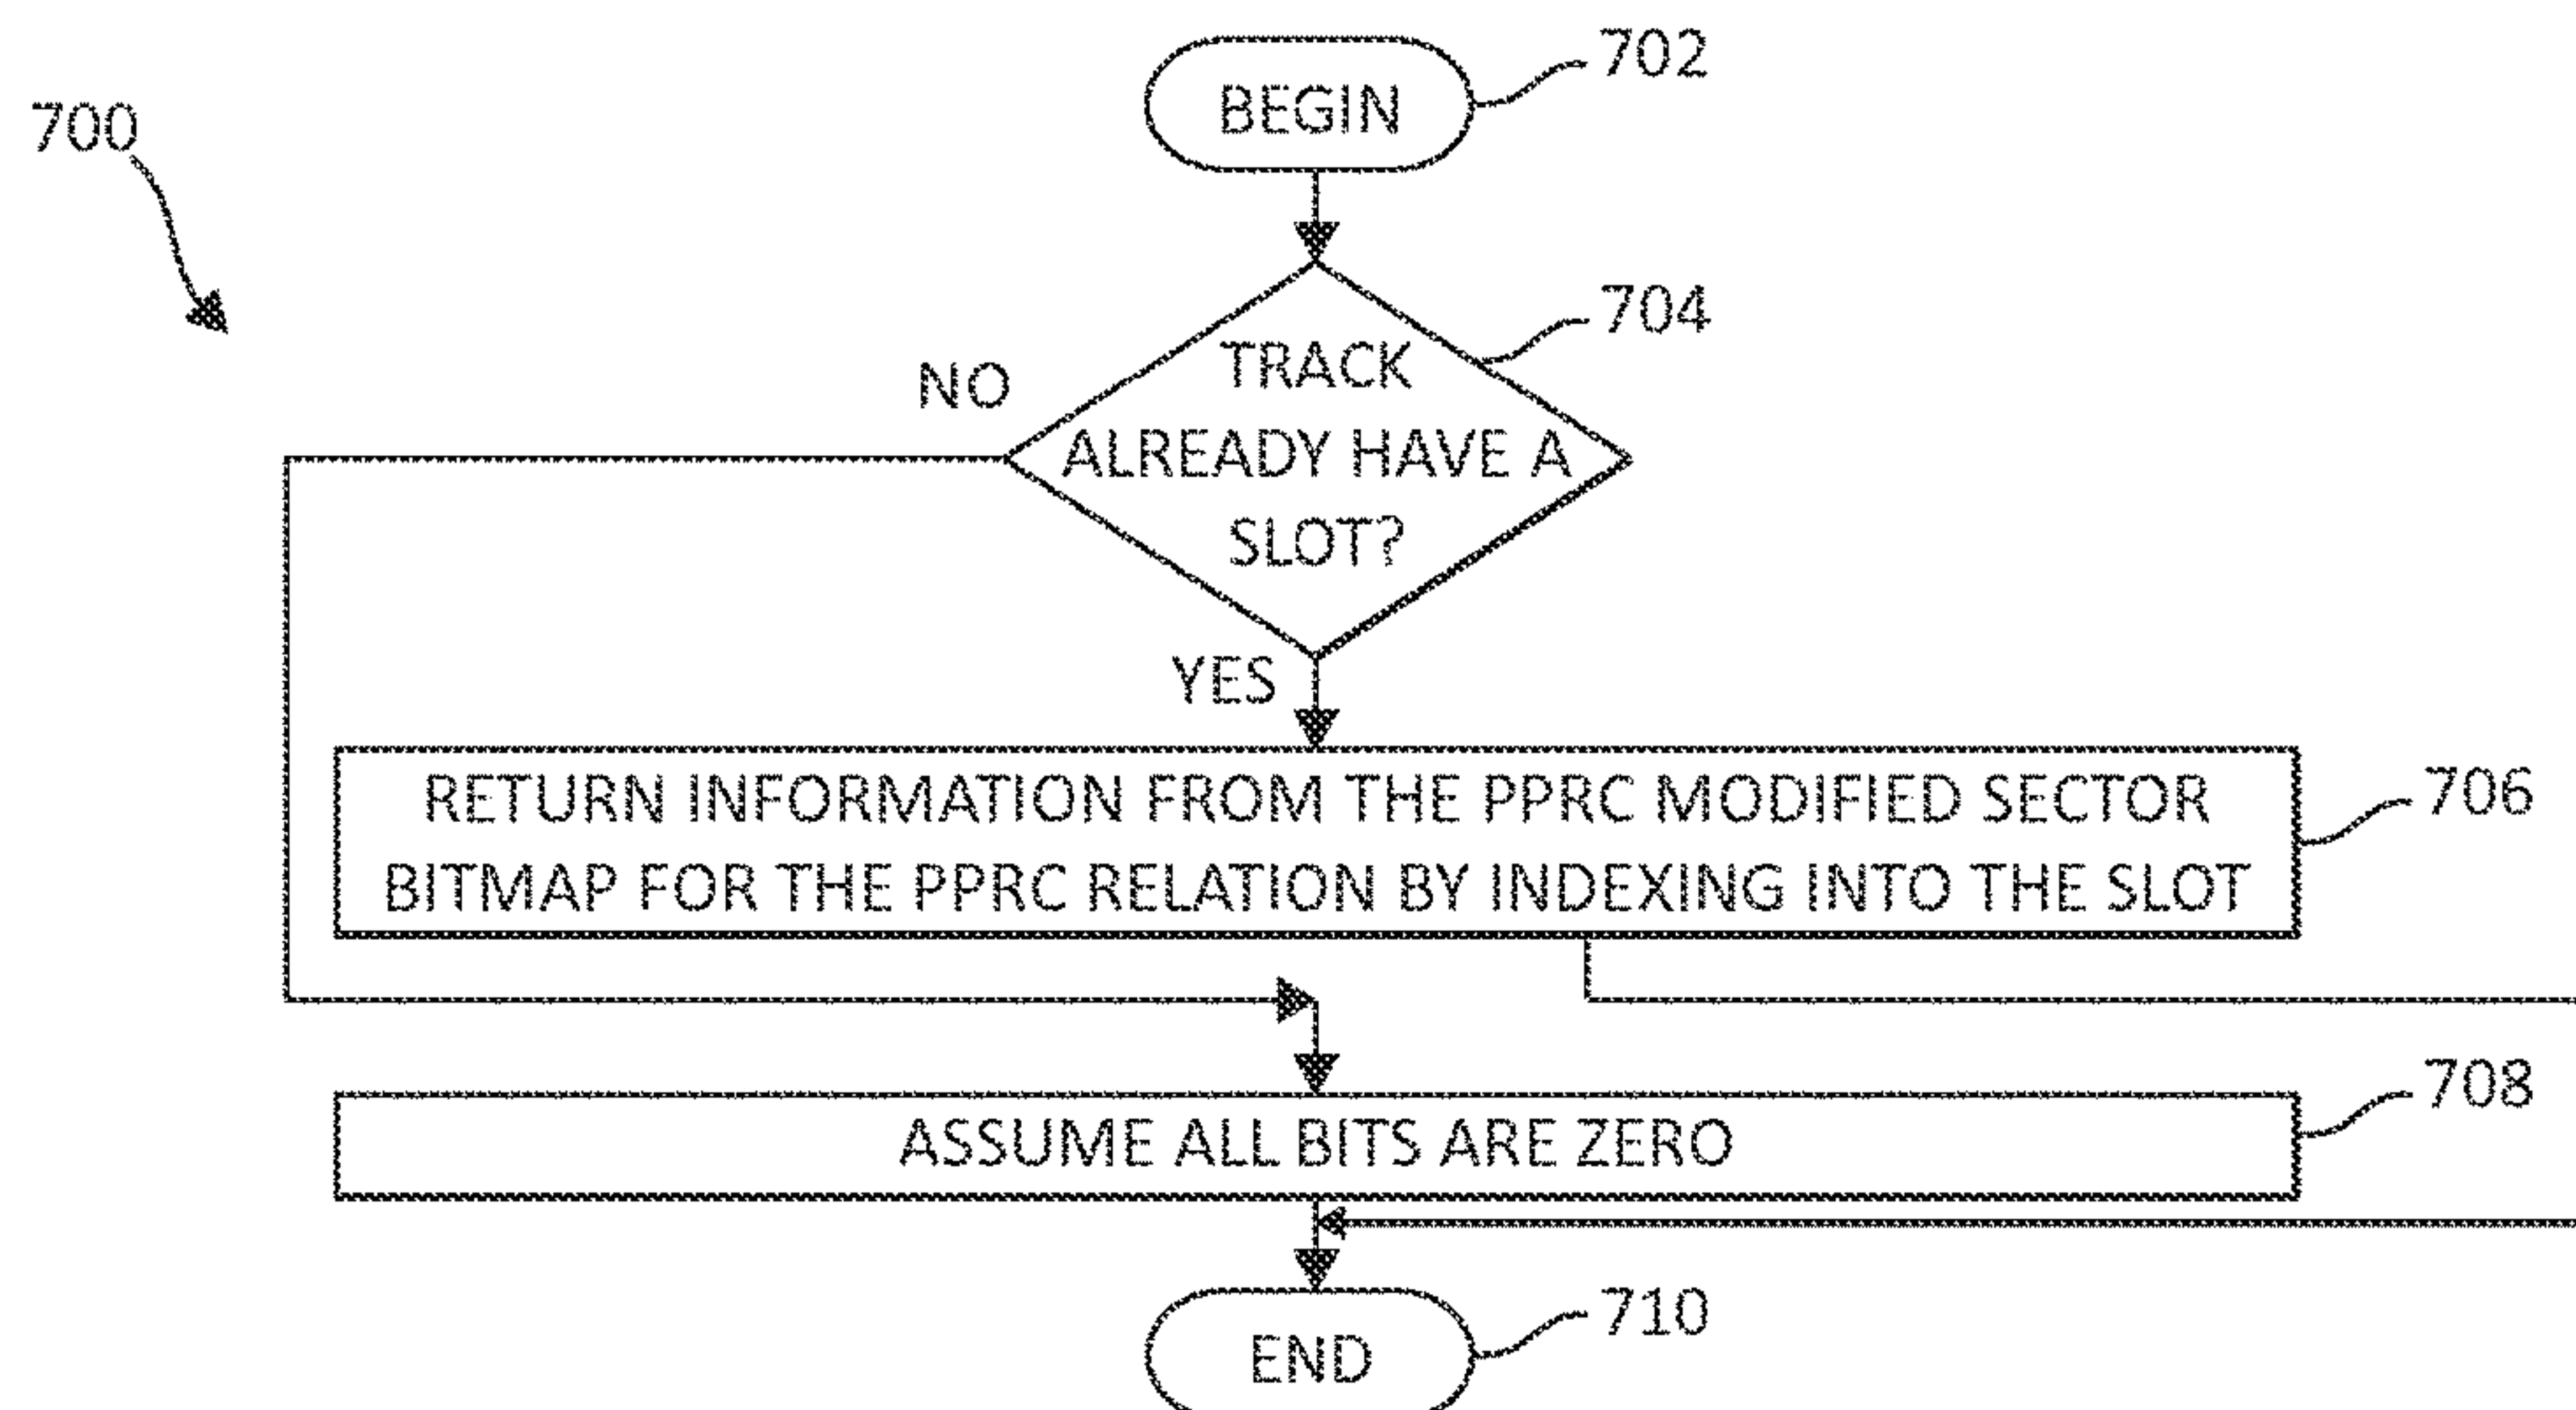 702
BEGIN
700
704
NO
TRACK
ALREADY HAVE A
SLOT?
YES
RETURN INFORMATION FROM THE PPRC MODIFIED SECTOR
BITMAP FOR THE PPRC RELATION BY INDEXING INTO THE SLOT
706
708
ASSUME ALL BITS ARE ZERO
710
END